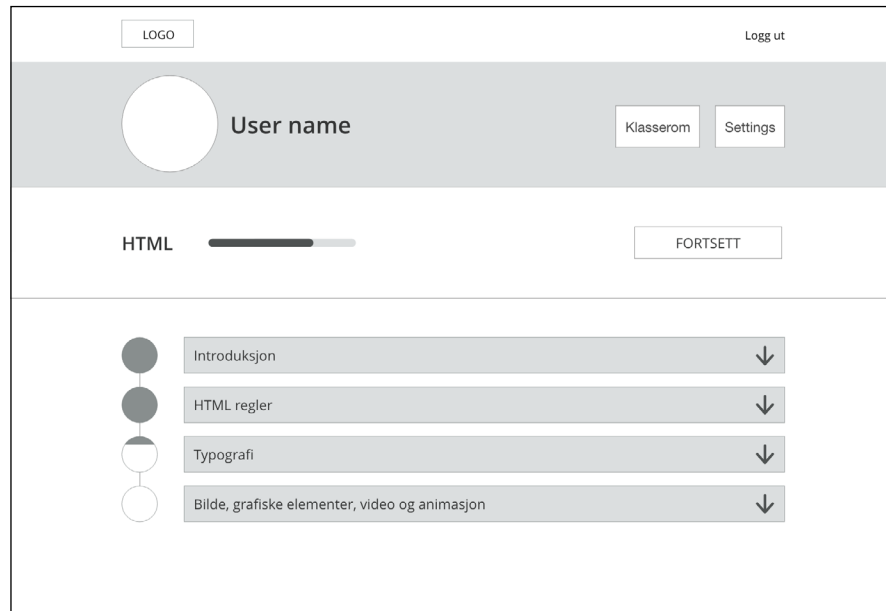 LOGO
Logg ut
User name
Klasserom
Settings
HTML
FORTSETT
Introduksjon
HTML regler
Typografi
Bilde, grafiske elementer, video og animasjon